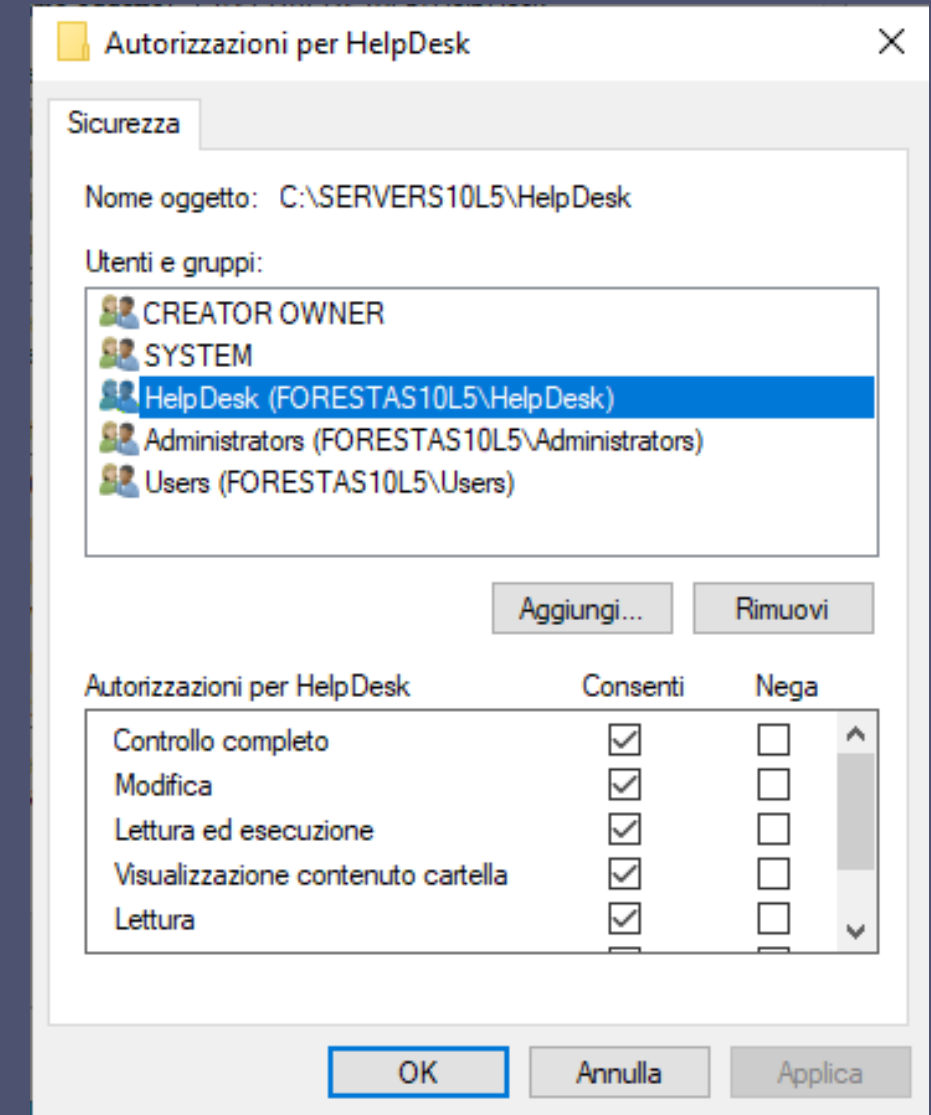 Autorizzazioni per HelpDesk
Sicurezza
Nome oggetto: C:\SERVERS10L5\HelpDesk
Utenti e gruppi:
CREATOR OWNER
SYSTEM
HelpDesk (FORESTAS10L5\HelpDesk)
Administrators (FORESTAS10L5\Administrators)
Users (FORESTAS10L5\Users)
Aggiungi... Rimuovi
Autorizzazioni per HelpDesk Consenti Nega
Controllo completo
Modifica
Lettura ed esecuzione
Visualizzazione contenuto cartella
Lettura
OK Annulla Applica